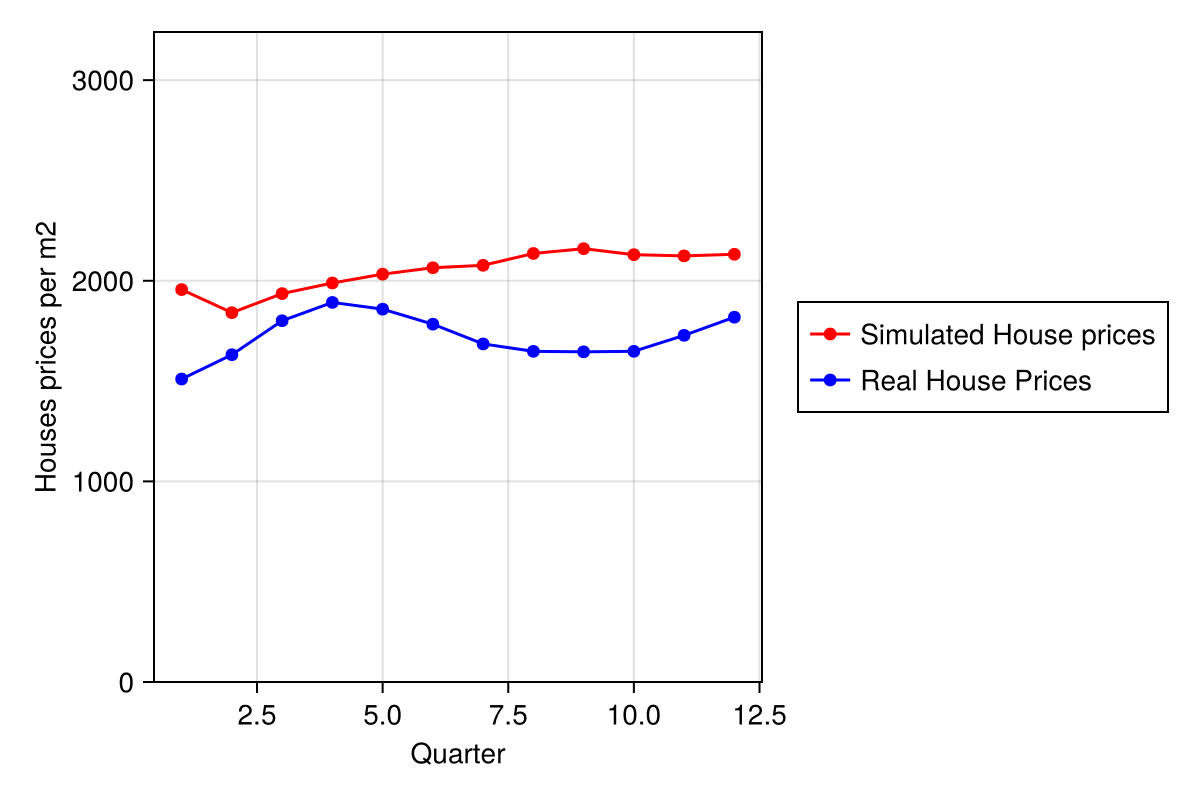 3000
2000
1000
0
Houses prices per m2
2.5 5.0 7.5 10.0 12.5
Quarter
Simulated House prices
Real House Prices